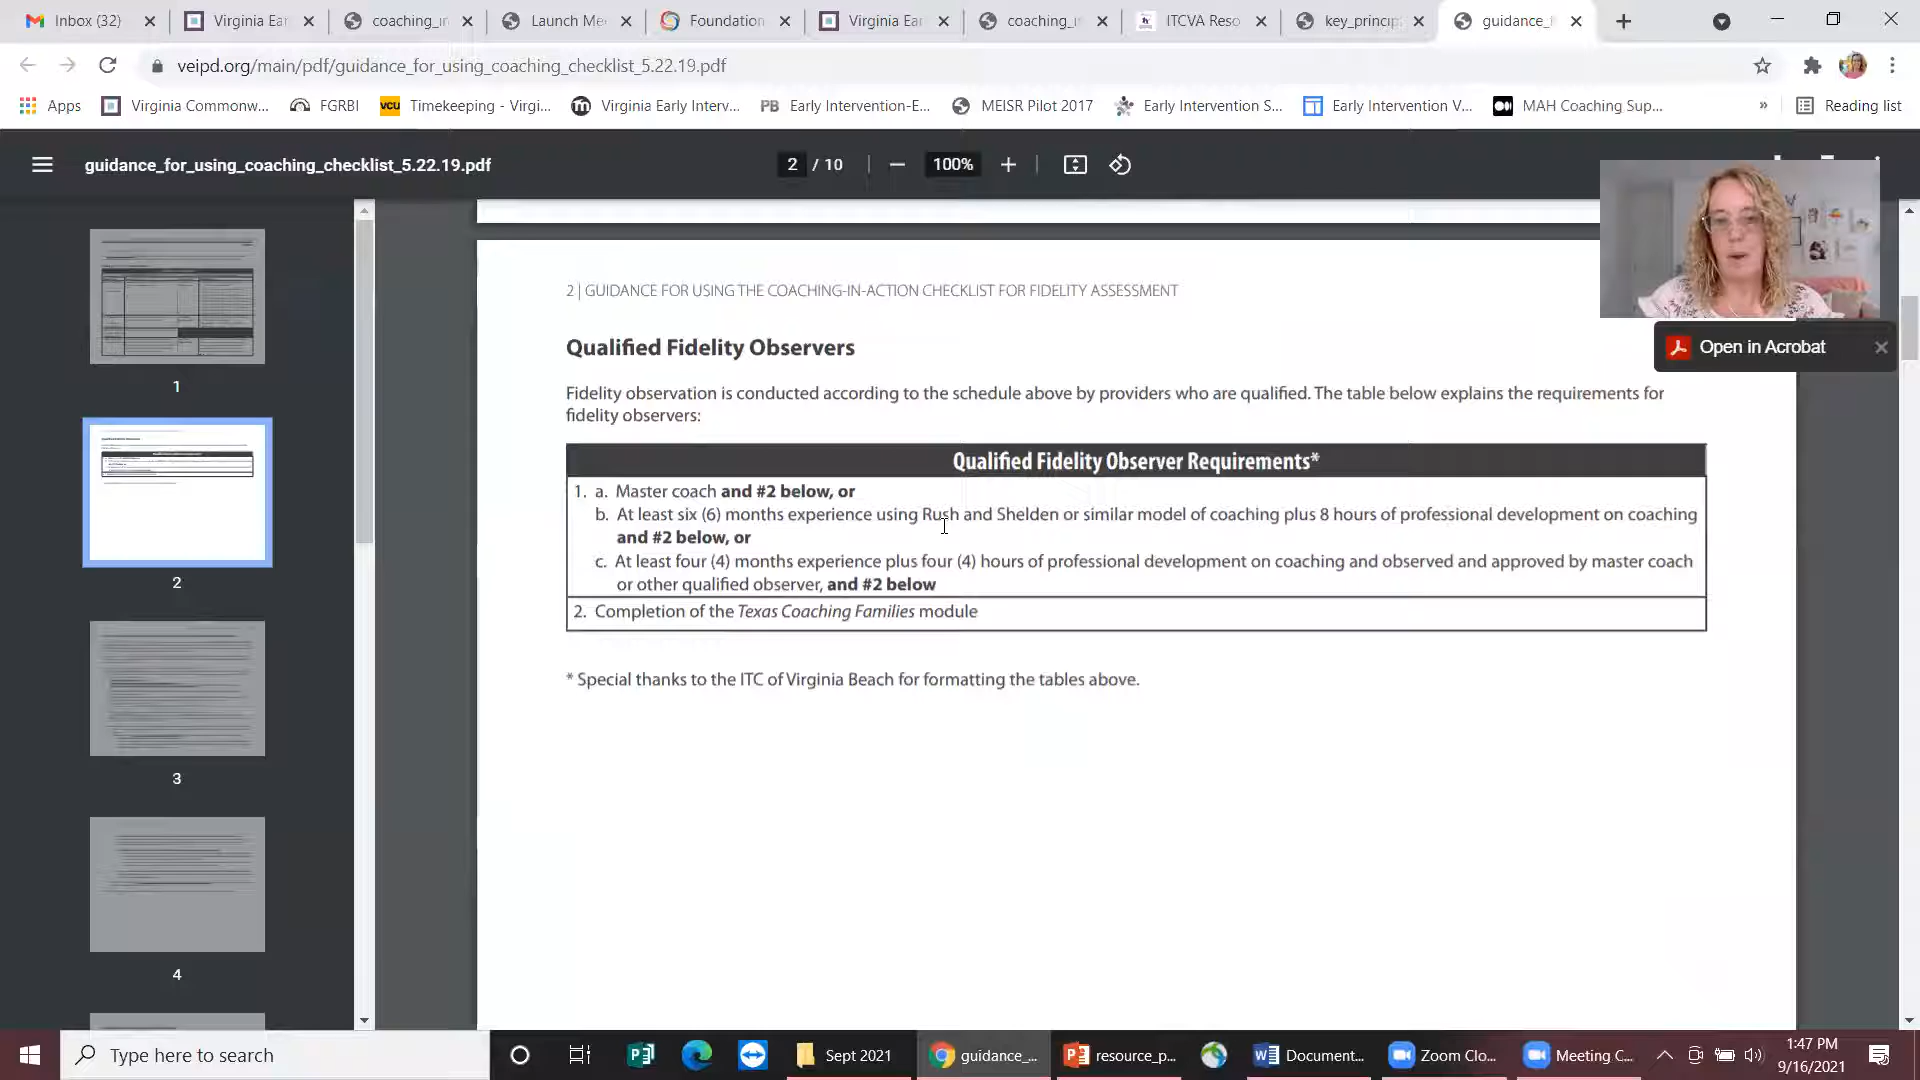 Inbox (32)
Virginia Ear
coaching_in
Launch Me
Foundation
Virginia Ear
coaching_i
ITCVA Reso
key_princip
guidance_f
veipd.org/main/pdf/guidance_for_using_coaching_checklist_5.22.19.pdf
Apps
Virginia Commonw...
FGRBI
VCU
Timekeeping - Virgi...
Virginia Early Interv...
PB
Early Intervention-E...
MEISR Pilot 2017
Early Intervention S...
Early Intervention V...
MAH Coaching Sup...
»
Reading list
guidance_for_using_coaching_checklist_5.22.19.pdf
2 / 10
100%
Open in Acrobat
1
2
3
4
2 | GUIDANCE FOR USING THE COACHING-IN-ACTION CHECKLIST FOR FIDELITY ASSESSMENT
Qualified Fidelity Observers
Fidelity observation is conducted according to the schedule above by providers who are qualified. The table below explains the requirements for
fidelity observers:
Qualified Fidelity Observer Requirements*
1. a. Master coach and #2 below, or
b. At least six (6) months experience using Rush and Shelden or similar model of coaching plus 8 hours of professional development on coaching
and #2 below, or
c. At least four (4) months experience plus four (4) hours of professional development on coaching and observed and approved by master coach
or other qualified observer, and #2 below
2. Completion of the Texas Coaching Families module
* Special thanks to the ITC of Virginia Beach for formatting the tables above.
Type here to search
Sept 2021
guidance_...
resource_p...
Document...
Zoom Clo...
Meeting C...
1:47 PM
9/16/2021